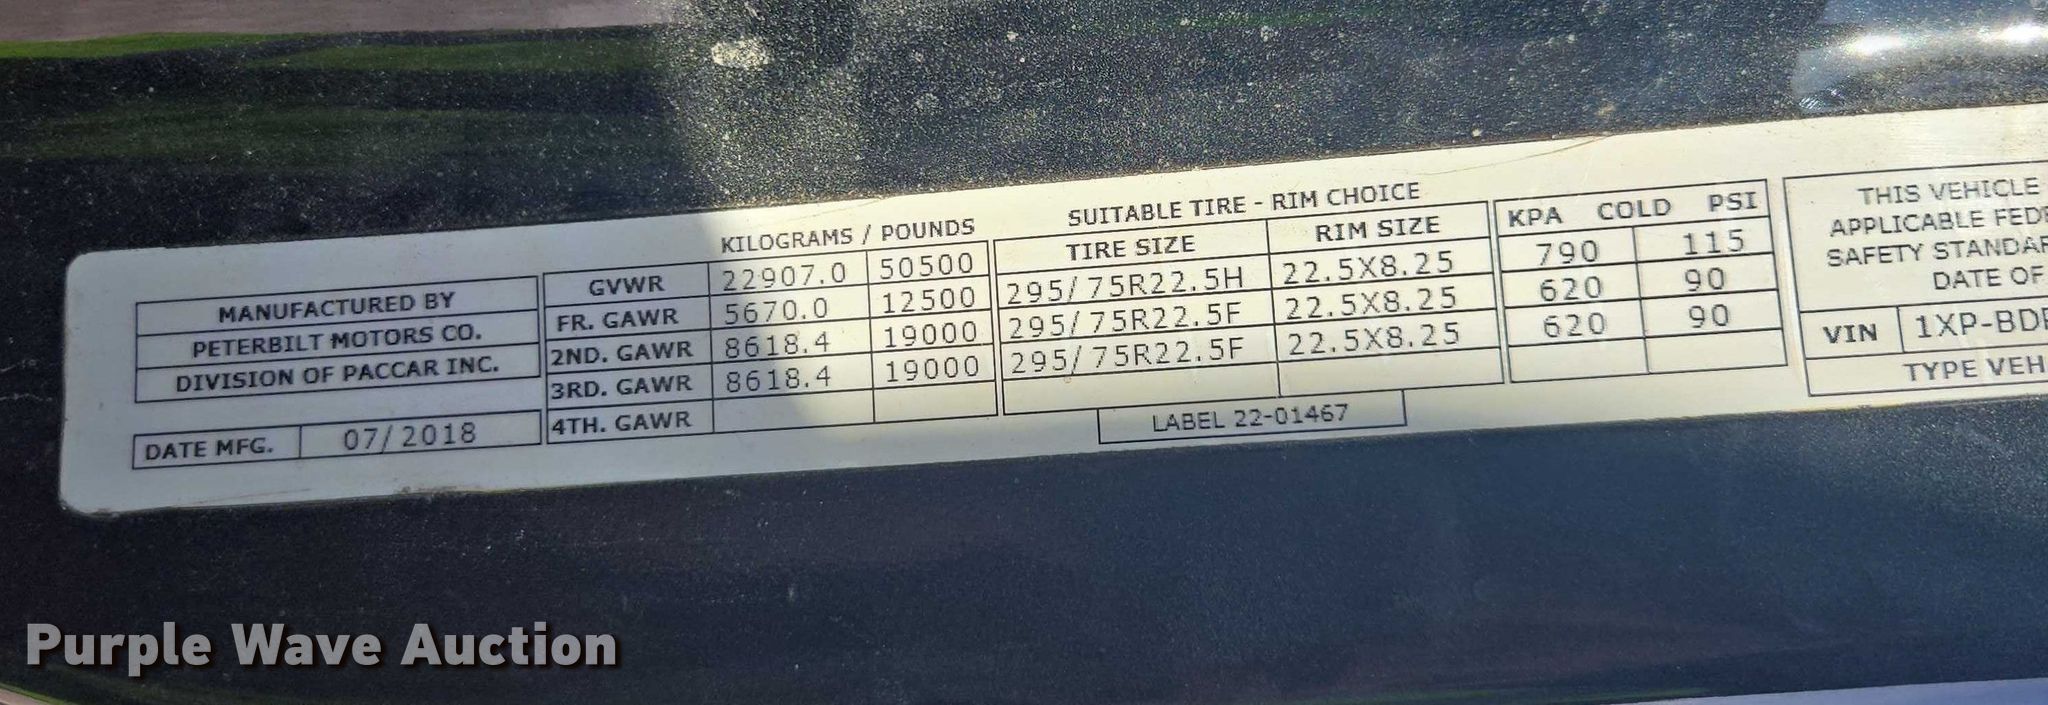 KILOGRAMS / POUNDS SUITABLE TIRE - RIM CHOICE
TIRE SIZE RIM SIZE KPA COLD PSI
MANUFACTURED BY
PETERBILT MOTORS CO.
DIVISION OF PACCAR INC.
DATE MFG. 07/2018
GVWR 22907.0 50500
FR. GAWR 5670.0 12500 295/75R22.5H 22.5X8.25 790 115
2ND. GAWR 8618.4 19000 295/75R22.5F 22.5X8.25 620 90
3RD. GAWR 8618.4 19000 295/75R22.5F 22.5X8.25 620 90
4TH. GAWR
LABEL 22-01467
THIS VEHICLE
APPLICABLE FED
SAFETY STANDAR
DATE OF
VIN 1XP-BD
TYPE VEH
Purple Wave Auction